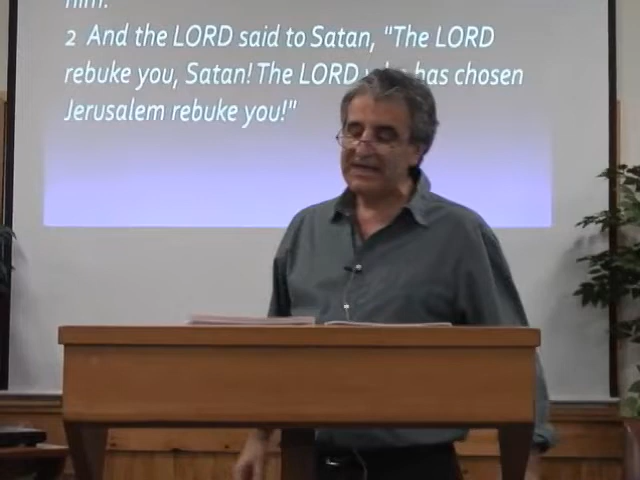 him.
2 And the LORD said to Satan, "The LORD
rebuke you, Satan! The LORD has chosen
Jerusalem rebuke you!"